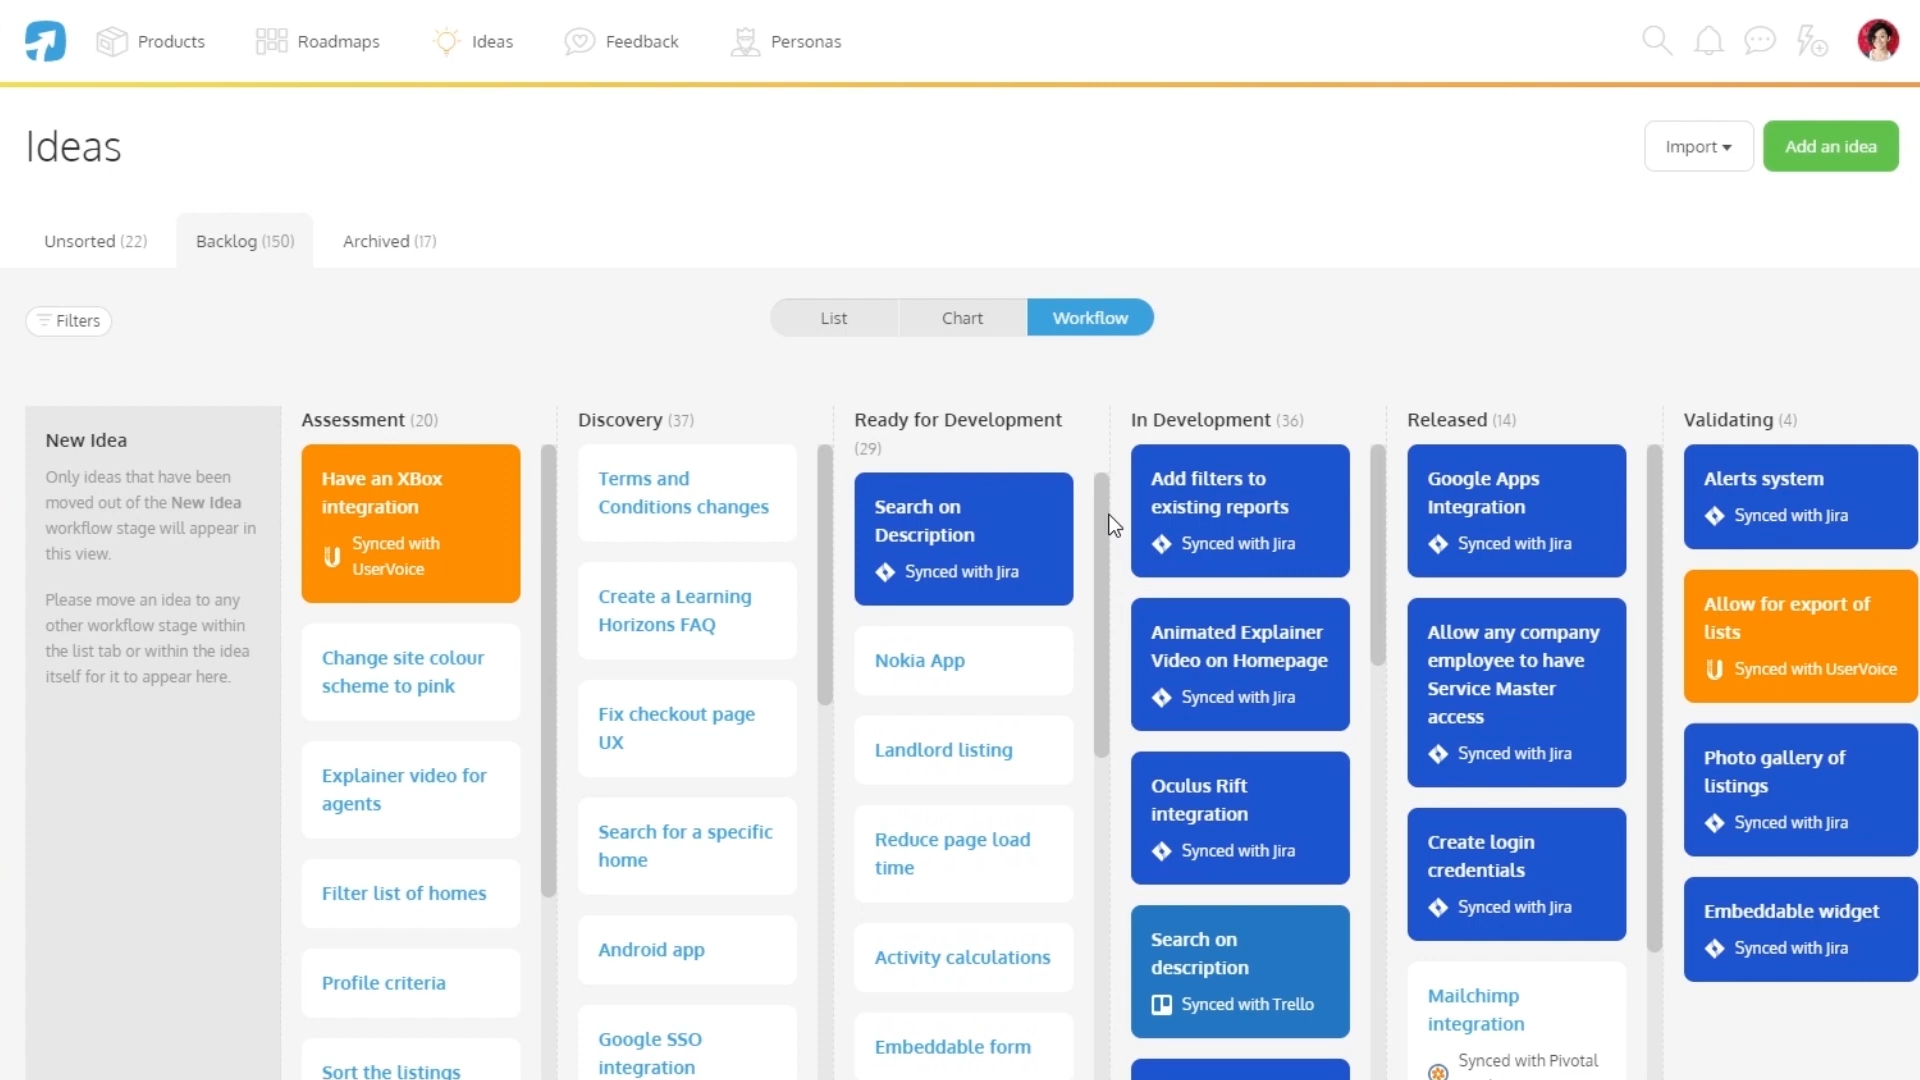 Products
Roadmaps
Ideas
Feedback
Personas
Ideas
Import
Add an idea
Unsorted (22)
Backlog (150)
Archived (17)
Filters
List
Chart
Workflow
New Idea
Only ideas that have been
moved out of the New Idea
workflow stage will appear in
this view.
Please move an idea to any
other workflow stage within
the list tab or within the idea
itself for it to appear here.
Assessment (20)
Have an XBox
integration
Synced with
UserVoice
Change site colour
scheme to pink
Explainer video for
agents
Filter list of homes
Profile criteria
Sort the listings
Discovery (37)
Terms and
Conditions changes
Create a Learning
Horizons FAQ
Fix checkout page
UX
Search for a specific
home
Android app
Google SSO
integration
Ready for Development
(29)
Search on
Description
Synced with Jira
Nokia App
Landlord listing
Reduce page load
time
Activity calculations
Embeddable form
In Development (36)
Add filters to
existing reports
Synced with Jira
Animated Explainer
Video on Homepage
Synced with Jira
Oculus Rift
integration
Synced with Jira
Search on
description
Synced with Trello
Released (14)
Google Apps
Integration
Synced with Jira
Allow any company
employee to have
Service Master
access
Synced with Jira
Create login
credentials
Synced with Jira
Mailchimp
integration
Synced with Pivotal
Validating (4)
Alerts system
Synced with Jira
Allow for export of
lists
Synced with UserVoice
Photo gallery of
listings
Synced with Jira
Embeddable widget
Synced with Jira